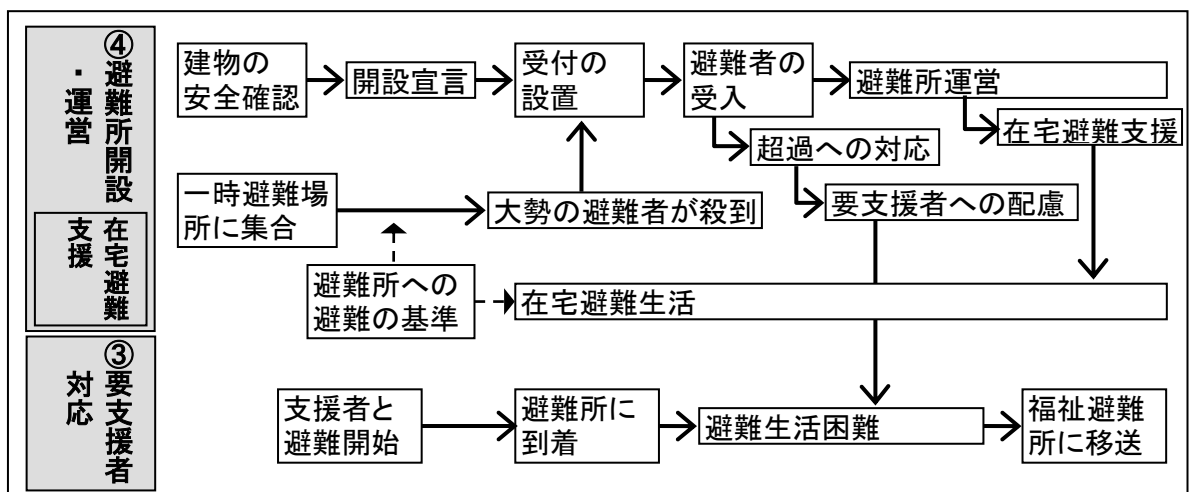 ④避難所開設
・運営
在宅避難
支援
建物の
安全確認
開設宣言
受付の
設置
避難者の
受入
避難所運営
在宅避難支援
超過への対応
要支援者への配慮
一時避難場
所に集合
大勢の避難者が殺到
避難所への
避難の基準
在宅避難生活
③要支援者
対応
支援者と
避難開始
避難所に
到着
避難生活困難
福祉避難
所に移送